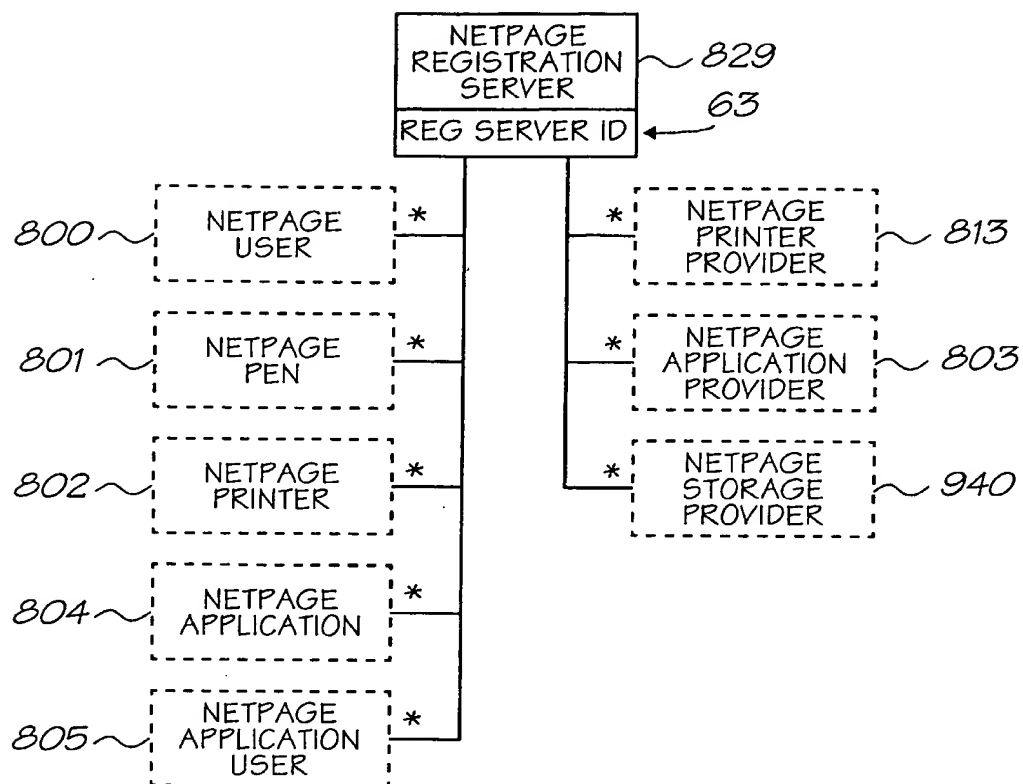 NETPAGE
REGISTRATION
SERVER
829
REG SERVER ID
63
800
NETPAGE
USER
*
801
NETPAGE
PEN
*
802
NETPAGE
PRINTER
*
804
NETPAGE
APPLICATION
*
805
NETPAGE
APPLICATION
USER
*
*
NETPAGE
PRINTER
PROVIDER
813
*
NETPAGE
APPLICATION
PROVIDER
803
*
NETPAGE
STORAGE
PROVIDER
940